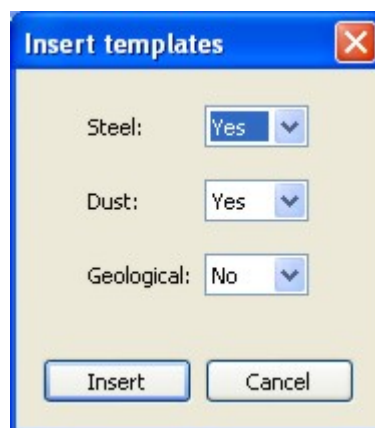 Insert templates
Steel: Yes
Dust: Yes
Geological: No
Insert Cancel